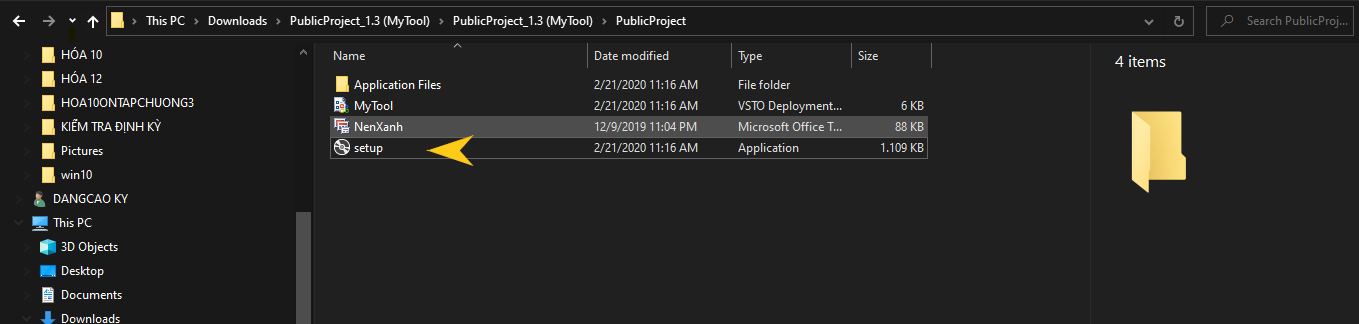 This PC > Downloads > PublicProject_1.3 (MyTool) > PublicProject_1.3 (MyTool) > PublicProject
Search PublicProj...
HÓA 10
HÓA 12
HOA10ONTAPCHUONG3
KIỂM TRA ĐỊNH KỲ
Pictures
win10
DANGCAO KY
This PC
3D Objects
Desktop
Documents
Downloads
Name Date modified Type Size
Application Files 2/21/2020 11:16 AM File folder
MyTool 2/21/2020 11:16 AM VSTO Deployment... 6 KB
NenXanh 12/9/2019 11:04 PM Microsoft Office T... 88 KB
setup 2/21/2020 11:16 AM Application 1.109 KB
4 items